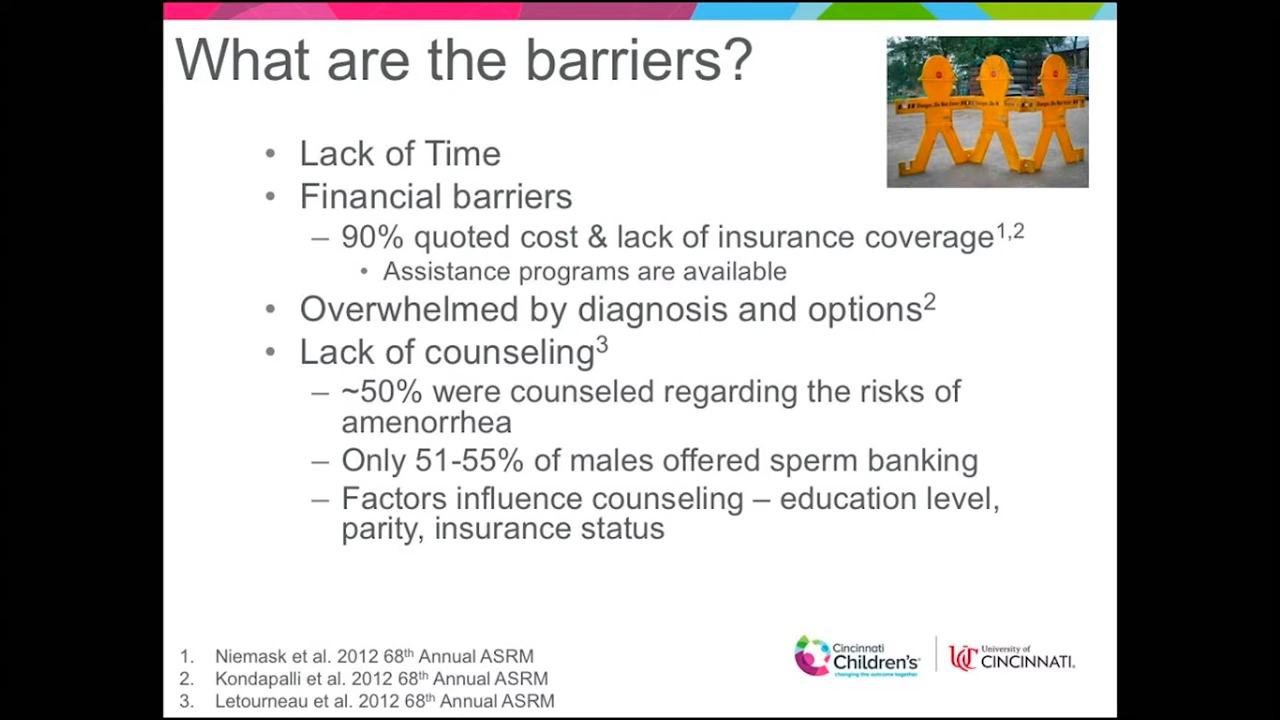 What are the barriers?
• Lack of Time
• Financial barriers
– 90% quoted cost & lack of insurance coverage1,2
• Assistance programs are available
• Overwhelmed by diagnosis and options2
• Lack of counseling3
– ~50% were counseled regarding the risks of
amenorrhea
– Only 51-55% of males offered sperm banking
– Factors influence counseling – education level,
parity, insurance status
1. Niemask et al. 2012 68th Annual ASRM
2. Kondapalli et al. 2012 68th Annual ASRM
3. Letourneau et al. 2012 68th Annual ASRM
Cincinnati
Children's
changing the outcome together
University of
CINCINNATI